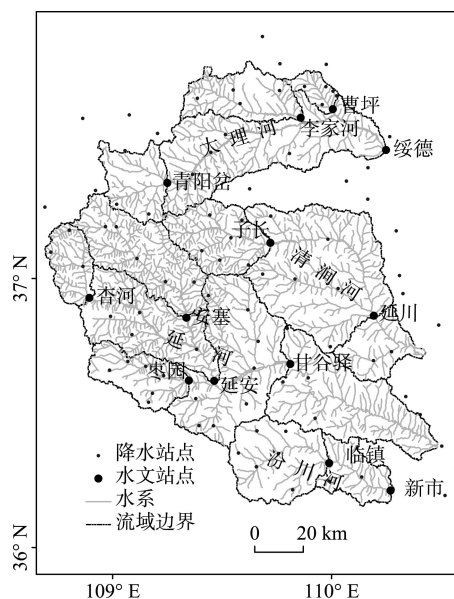 曹坪
李家河
大理河
绥德
青阳岔
子长
清涧河
37° N
杏河
安塞
延川
延河
甘谷驿
枣园
延安
汾川河
临镇
新市
降水站点
水文站点
水系
流域边界
0 20 km
36° N
109° E 110° E